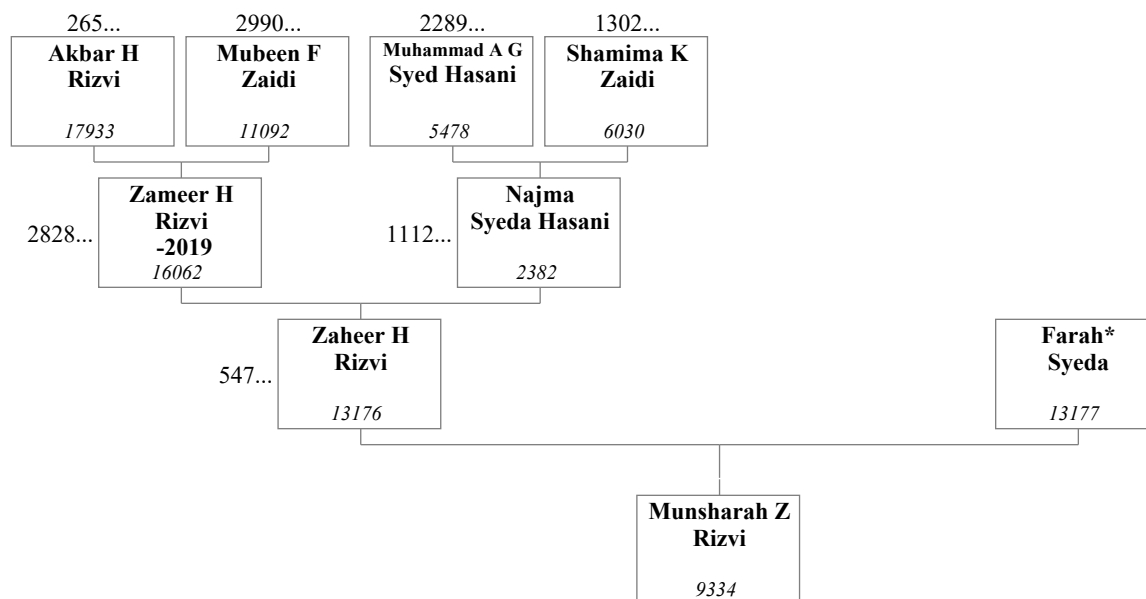 265...
2990...
2289...
1302...
Akbar H
Rizvi
17933
Mubeen F
Zaidi
11092
Muhammad A G
Syed Hasani
5478
Shamima K
Zaidi
6030
2828...
Zameer H
Rizvi
-2019
16062
1112...
Najma
Syeda Hasani
2382
547...
Zaheer H
Rizvi
13176
Farah*
Syeda
13177
Munsharah Z
Rizvi
9334